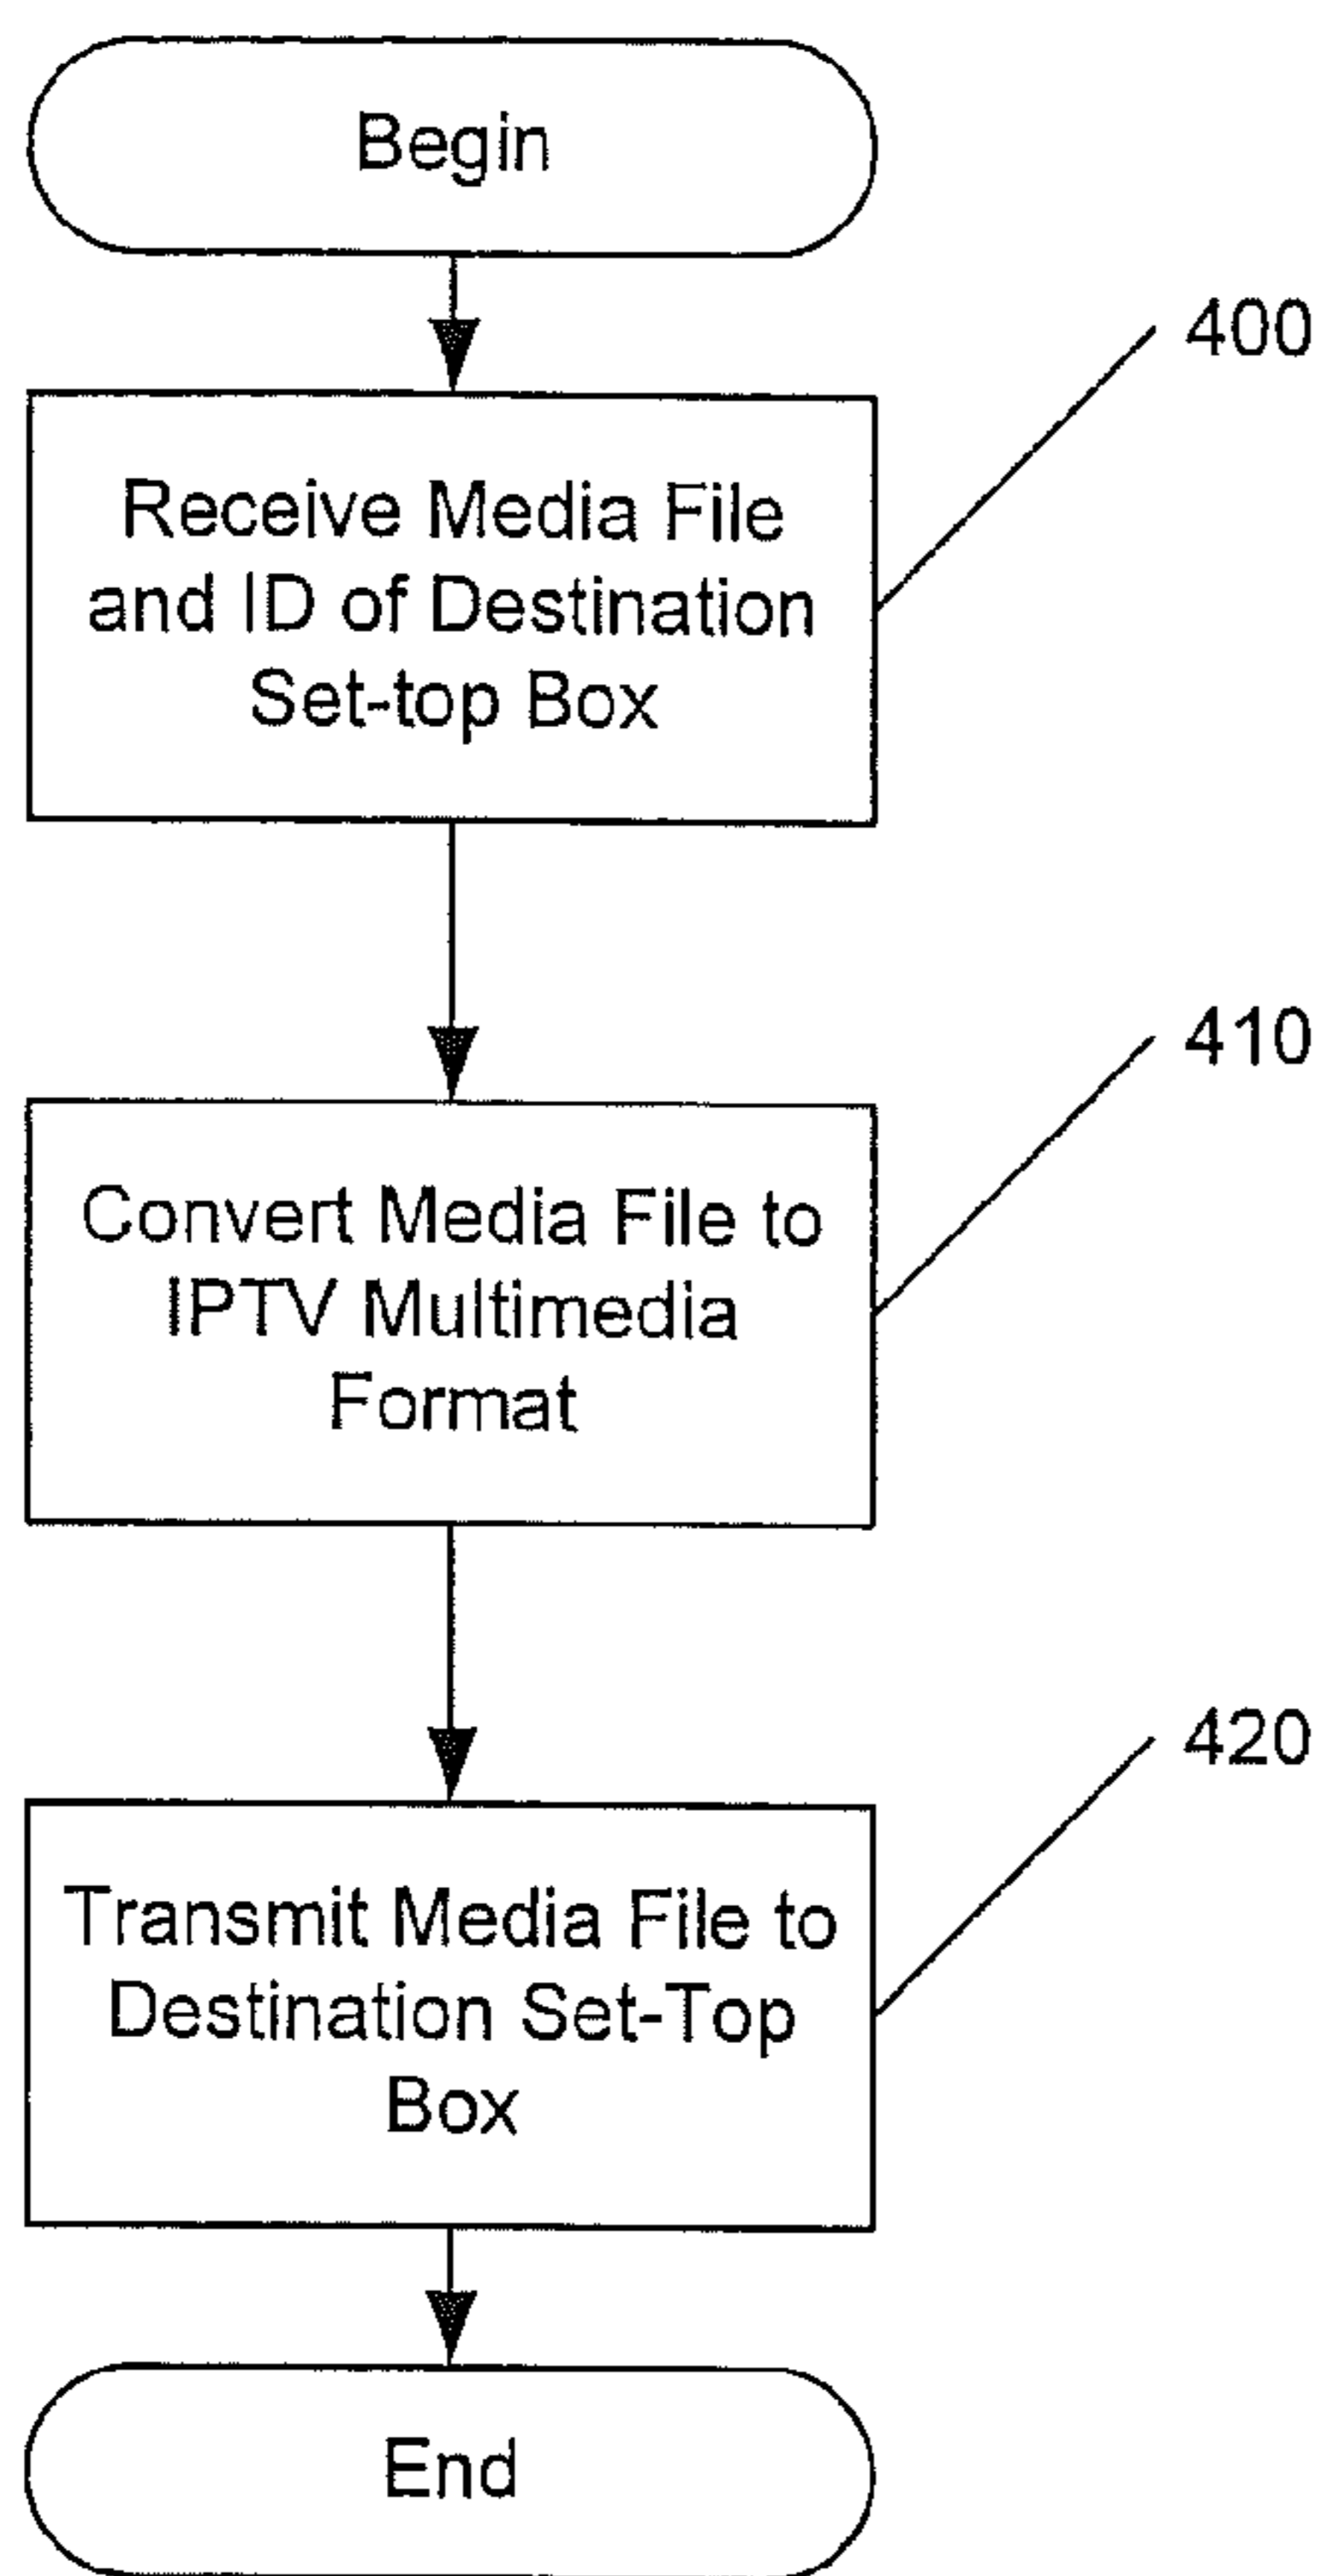 Begin
400
Receive Media File
and ID of Destination
Set-top Box
410
Convert Media File to
IPTV Multimedia
Format
420
Transmit Media File to
Destination Set-Top
Box
End